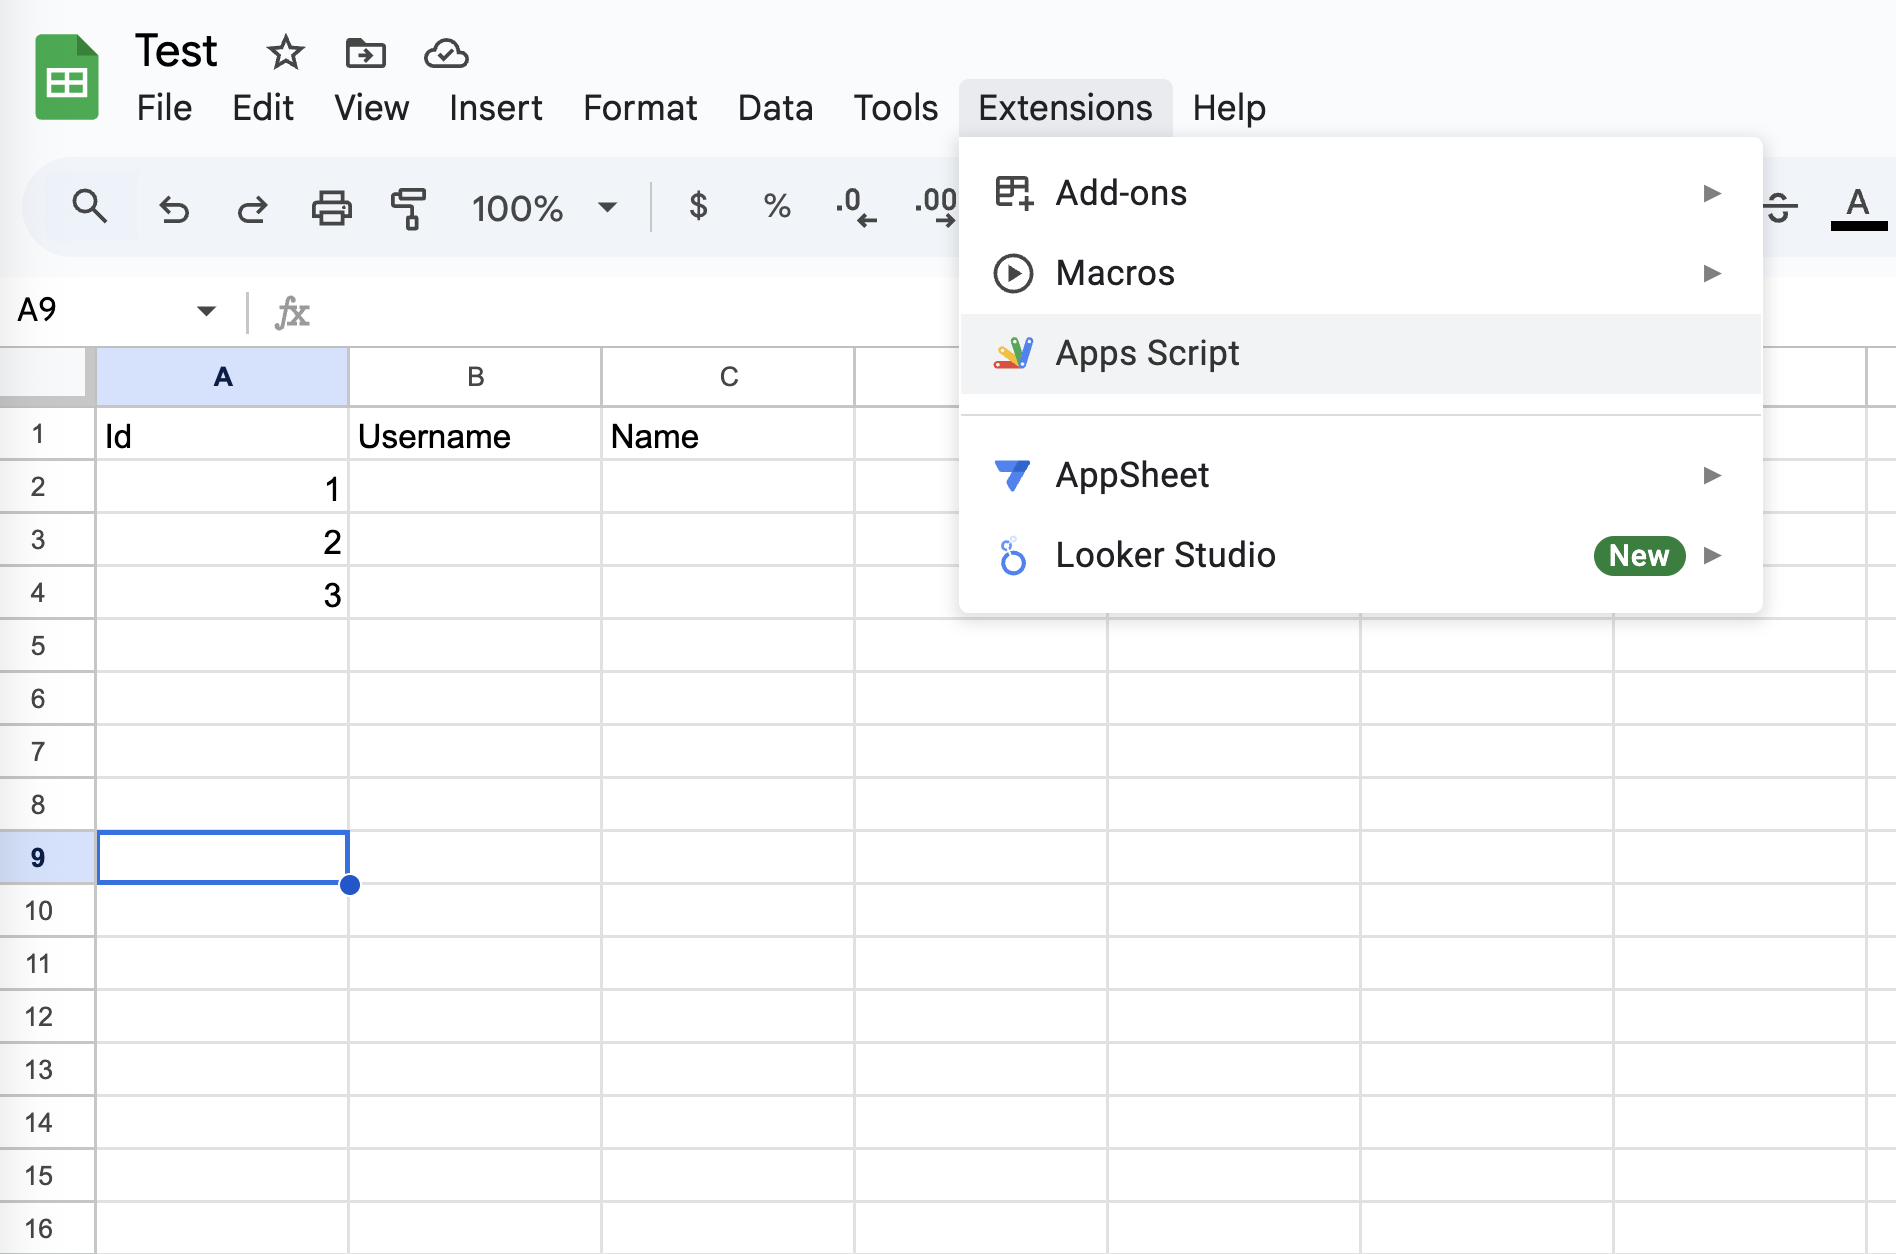 Test
File Edit View Insert Format Data Tools Extensions Help
100% $ % .0 .00 A
Add-ons
Macros
Apps Script
AppSheet
Looker Studio New
A9 fx
A B C
1 Id Username Name
2 1
3 2
4 3
5
6
7
8
9
10
11
12
13
14
15
16